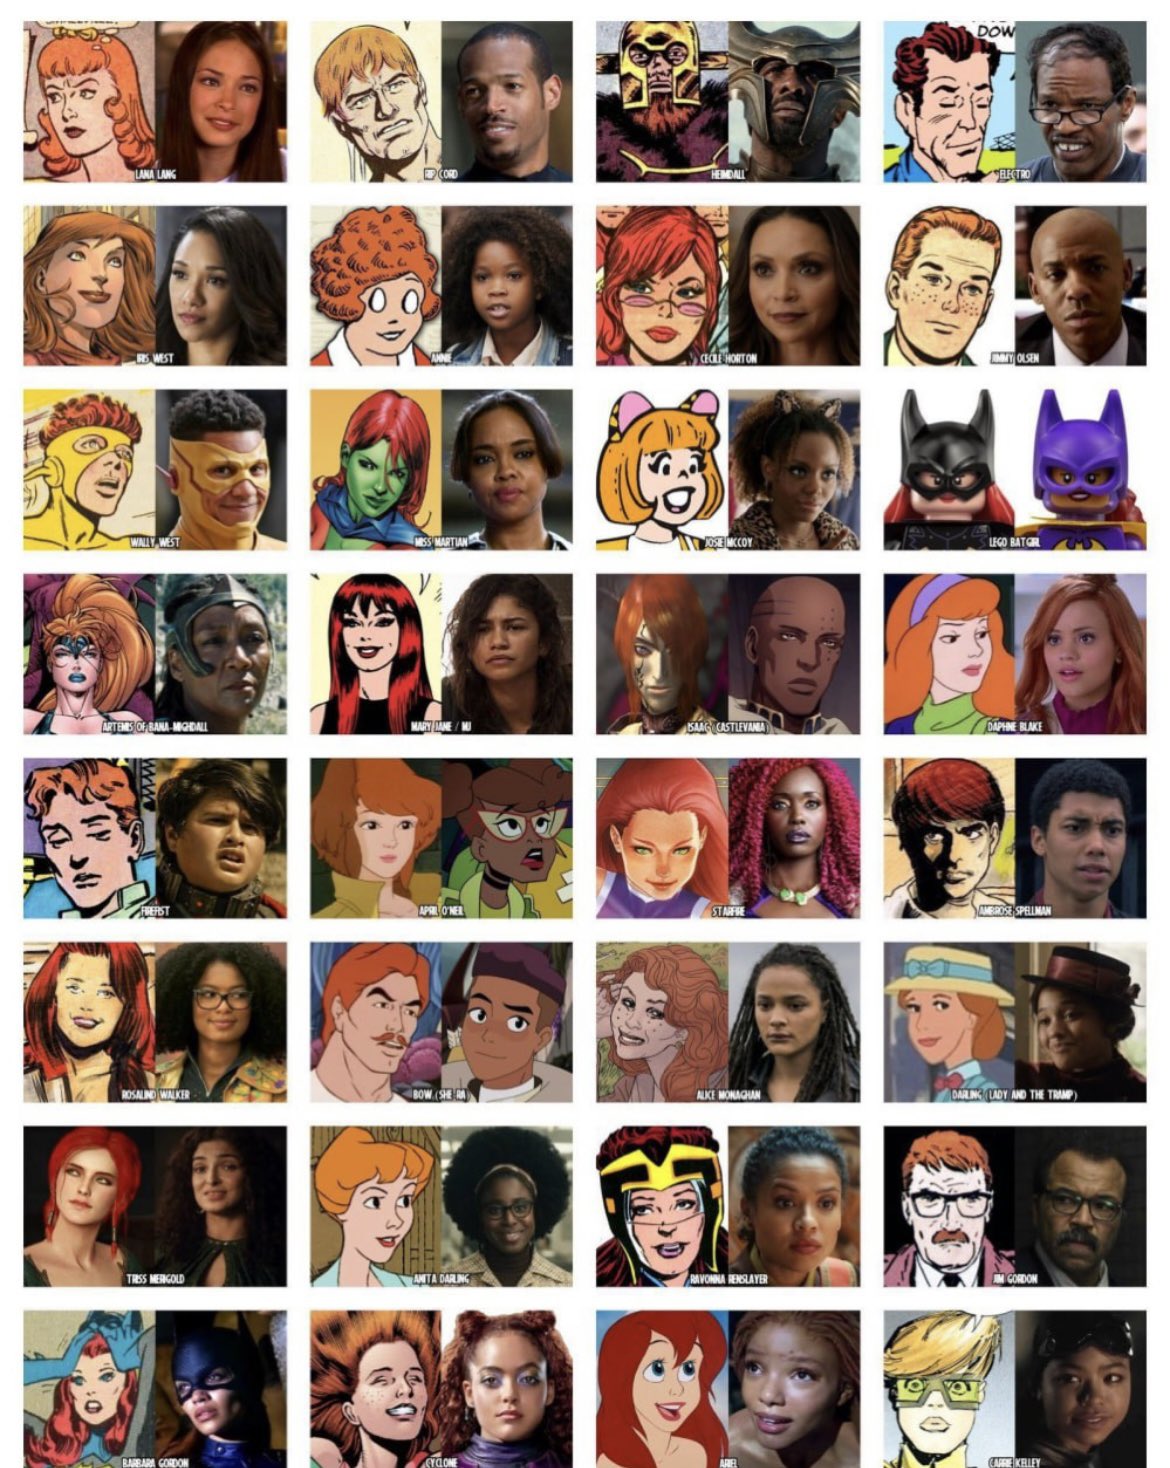 DOW
LANA LANG
RIP CORD
HEIMDALL
ELECTRO
IRIS WEST
ANNIE
CECILE HORTON
JIMMY OLSEN
WALLY WEST
MISS MARTIAN
JOSIE MCCOY
LEGO BATGIRL
ARTEMIS OF BANA-MIGHDALL
MARY JANE / MJ
ISAAC (CASTLEVANIA)
DAPHNE BLAKE
FIREFIST
APRIL O'NEIL
STARFIRE
AMBROSE SPELLMAN
ROSALIND WALKER
BOW (SHE RA)
ALICE MONAGHAN
DARLING (LADY AND THE TRAMP)
TRISS MERIGOLD
ANITA DARLING
RAVONNA RENSLAYER
JIM GORDON
BARBARA GORDON
CYCLONE
ARIEL
CARRIE KELLEY